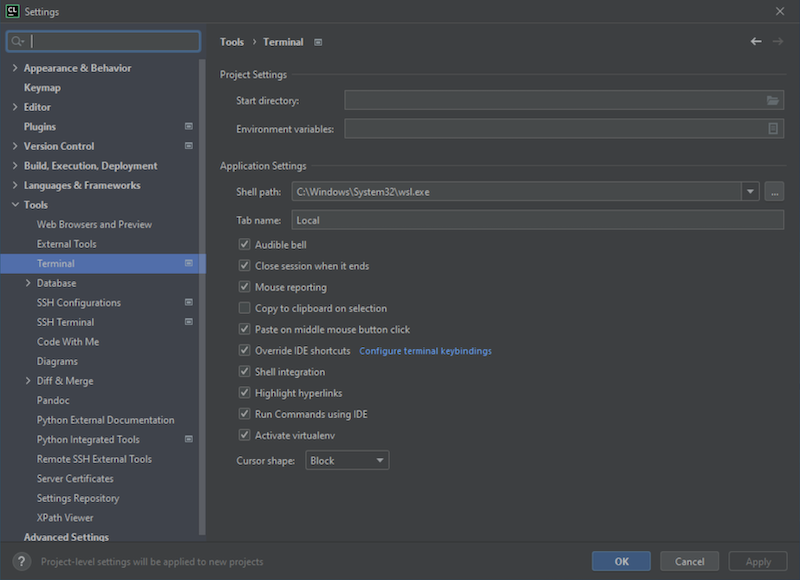 CL Settings
Tools › Terminal
Appearance & Behavior
Keymap
Editor
Plugins
Version Control
Build, Execution, Deployment
Languages & Frameworks
Tools
Web Browsers and Preview
External Tools
Terminal
Database
SSH Configurations
SSH Terminal
Code With Me
Diagrams
Diff & Merge
Pandoc
Python External Documentation
Python Integrated Tools
Remote SSH External Tools
Server Certificates
Settings Repository
XPath Viewer
Advanced Settings
Project Settings
Start directory:
Environment variables:
Application Settings
Shell path: C:\Windows\System32\wsl.exe ...
Tab name: Local
Audible bell
Close session when it ends
Mouse reporting
Copy to clipboard on selection
Paste on middle mouse button click
Override IDE shortcuts Configure terminal keybindings
Shell integration
Highlight hyperlinks
Run Commands using IDE
Activate virtualenv
Cursor shape: Block
? Project-level settings will be applied to new projects
OK Cancel Apply